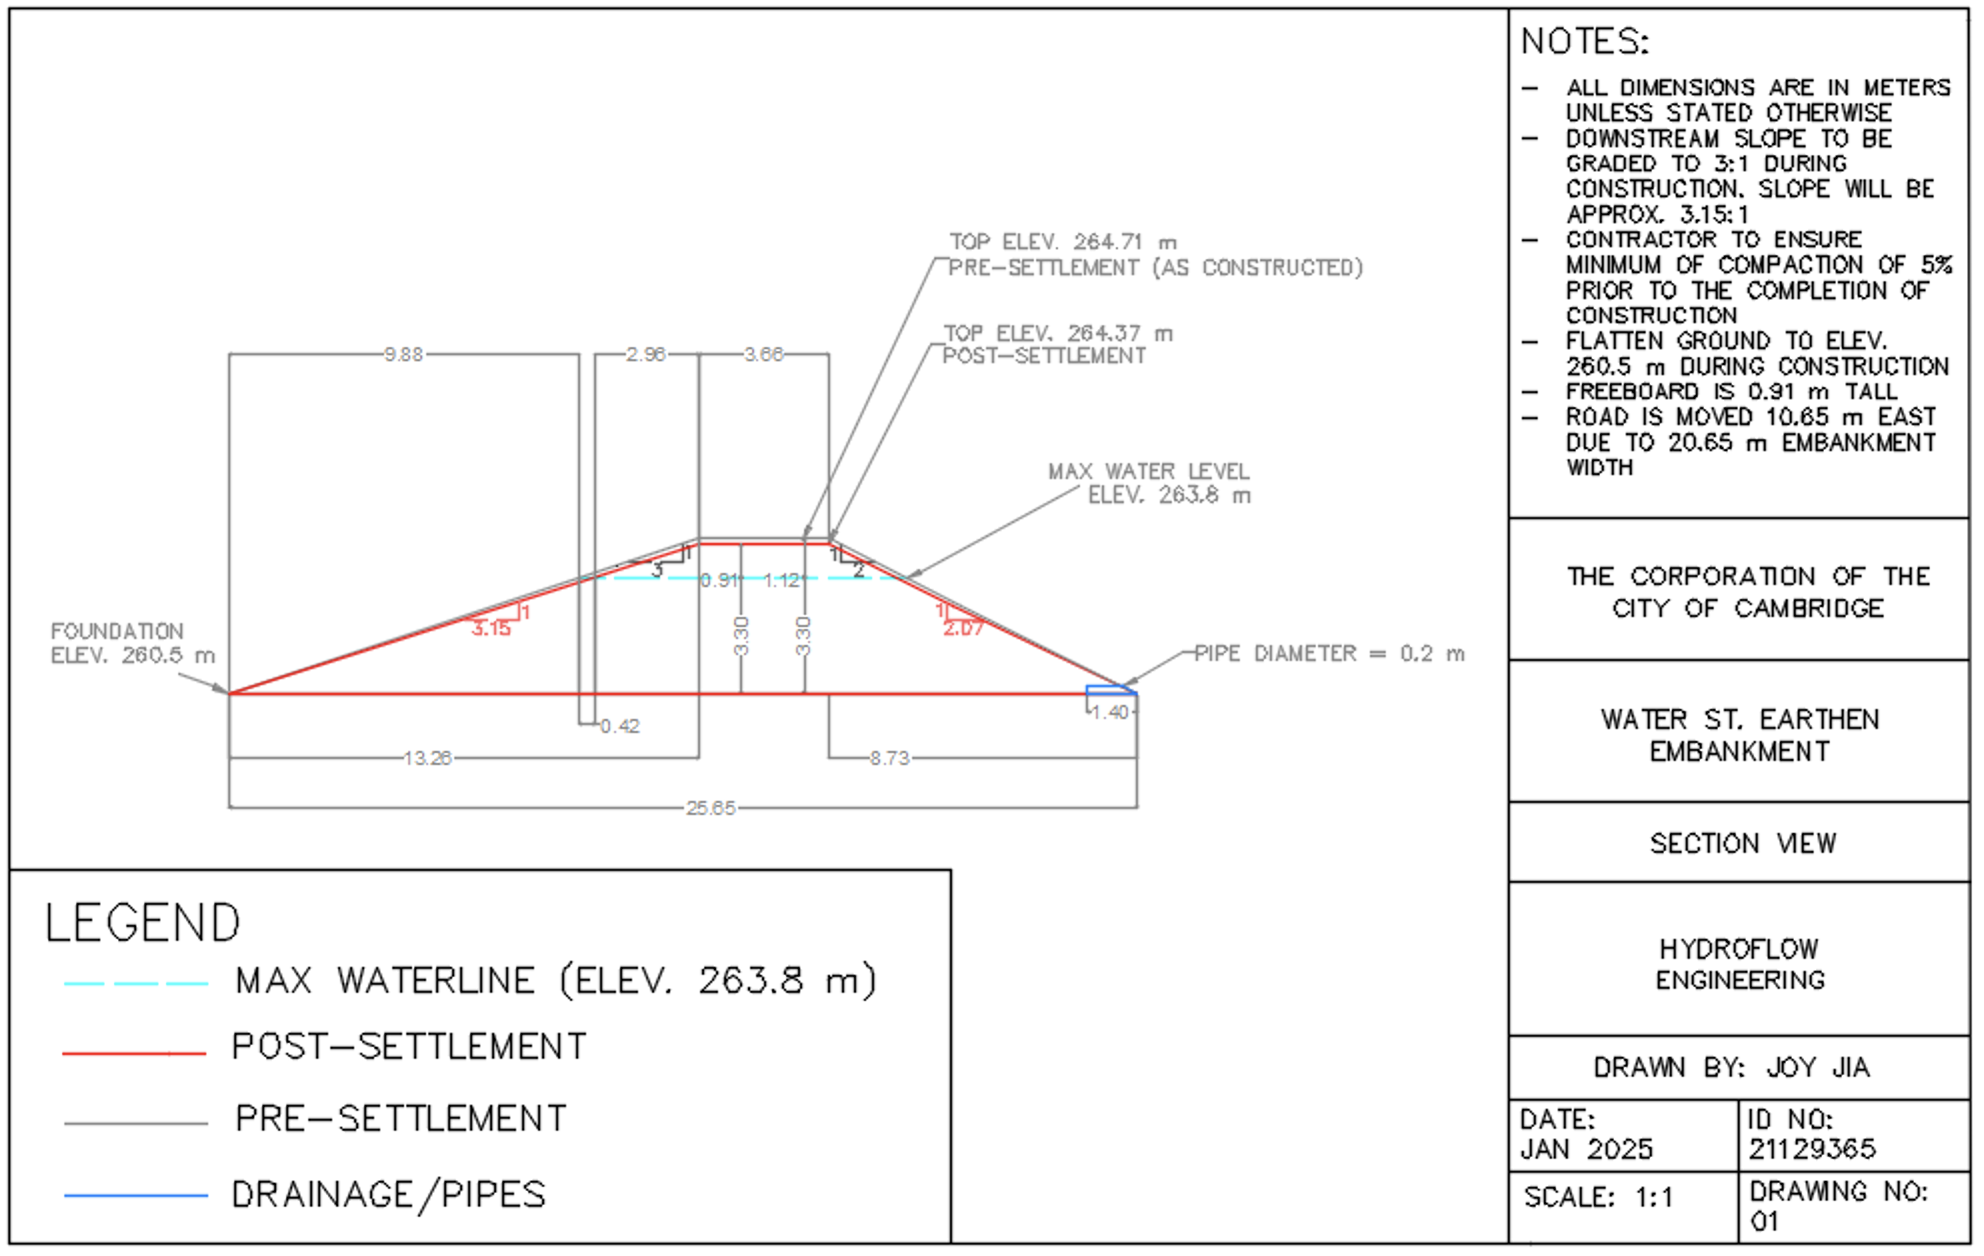 TOP ELEV. 264.71 m
PRE-SETTLEMENT (AS CONSTRUCTED)
TOP ELEV. 264.37 m
POST-SETTLEMENT
9.88
2.96
3.66
MAX WATER LEVEL
ELEV. 263.8 m
1
3
1
2
0.91
1.12
1
3.15
1
2.07
3.30
3.30
FOUNDATION
ELEV. 260.5 m
PIPE DIAMETER = 0.2 m
1.40
0.42
13.26
8.73
25.65
LEGEND
MAX WATERLINE (ELEV. 263.8 m)
POST-SETTLEMENT
PRE-SETTLEMENT
DRAINAGE/PIPES
NOTES:
- ALL DIMENSIONS ARE IN METERS
UNLESS STATED OTHERWISE
- DOWNSTREAM SLOPE TO BE
GRADED TO 3:1 DURING
CONSTRUCTION. SLOPE WILL BE
APPROX. 3.15:1
- CONTRACTOR TO ENSURE
MINIMUM OF COMPACTION OF 5%
PRIOR TO THE COMPLETION OF
CONSTRUCTION
- FLATTEN GROUND TO ELEV.
260.5 m DURING CONSTRUCTION
- FREEBOARD IS 0.91 m TALL
- ROAD IS MOVED 10.65 m EAST
DUE TO 20.65 m EMBANKMENT
WIDTH
THE CORPORATION OF THE
CITY OF CAMBRIDGE
WATER ST. EARTHEN
EMBANKMENT
SECTION VIEW
HYDROFLOW
ENGINEERING
DRAWN BY: JOY JIA
DATE:
JAN 2025
ID NO:
21129365
SCALE: 1:1
DRAWING NO:
01